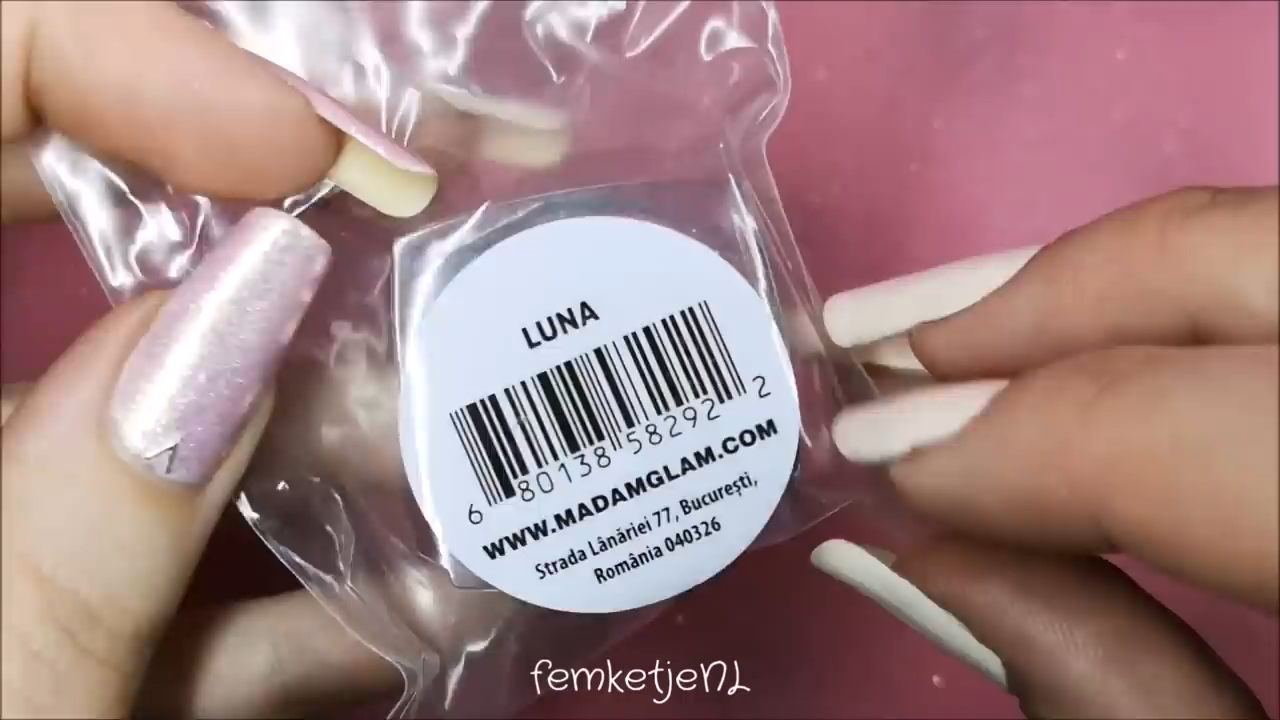 LUNA
6 80138 58292 2
WWW.MADAMGLAM.COM
Strada Lânăriei 77, București,
România 040326
femketjeNL